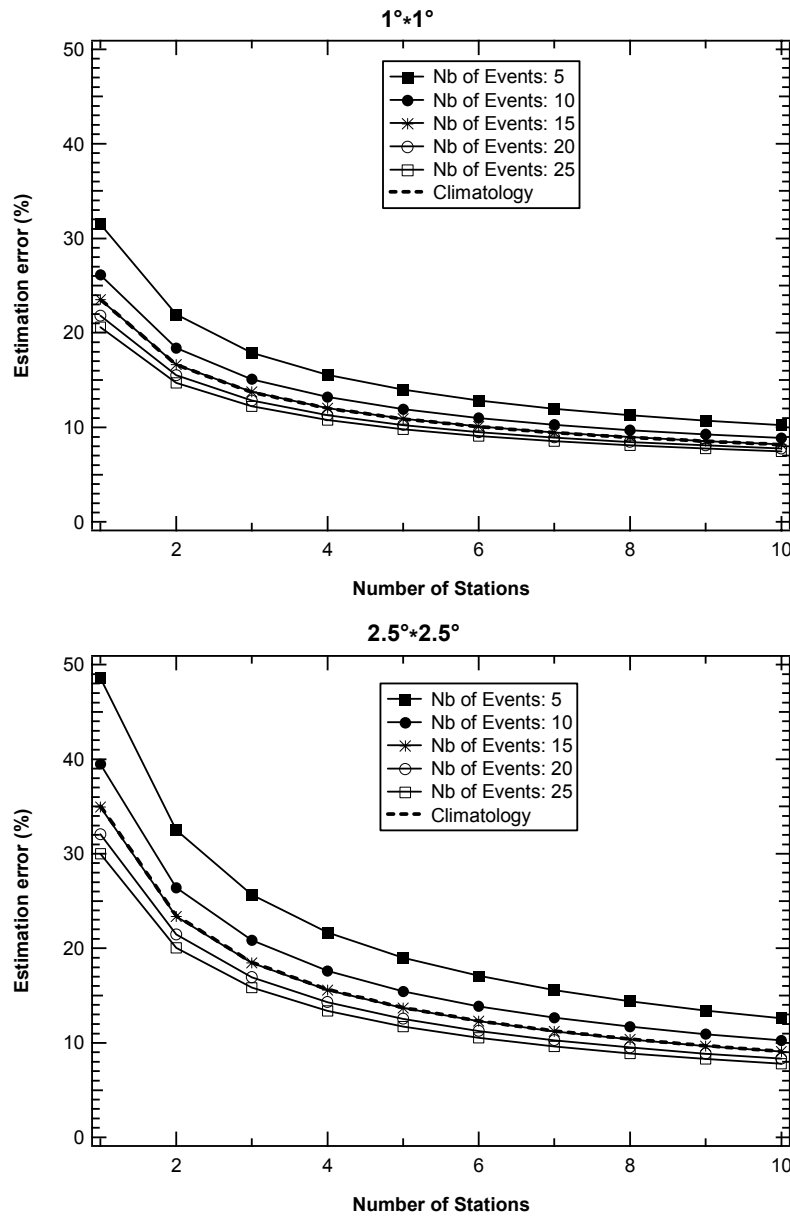 1°*1°
50
40
30
20
10
0
Estimation error (%)
Nb of Events: 5
Nb of Events: 10
Nb of Events: 15
Nb of Events: 20
Nb of Events: 25
Climatology
2 4 6 8 10
Number of Stations
2.5°*2.5°
50
40
30
20
10
0
Estimation error (%)
Nb of Events: 5
Nb of Events: 10
Nb of Events: 15
Nb of Events: 20
Nb of Events: 25
Climatology
2 4 6 8 10
Number of Stations